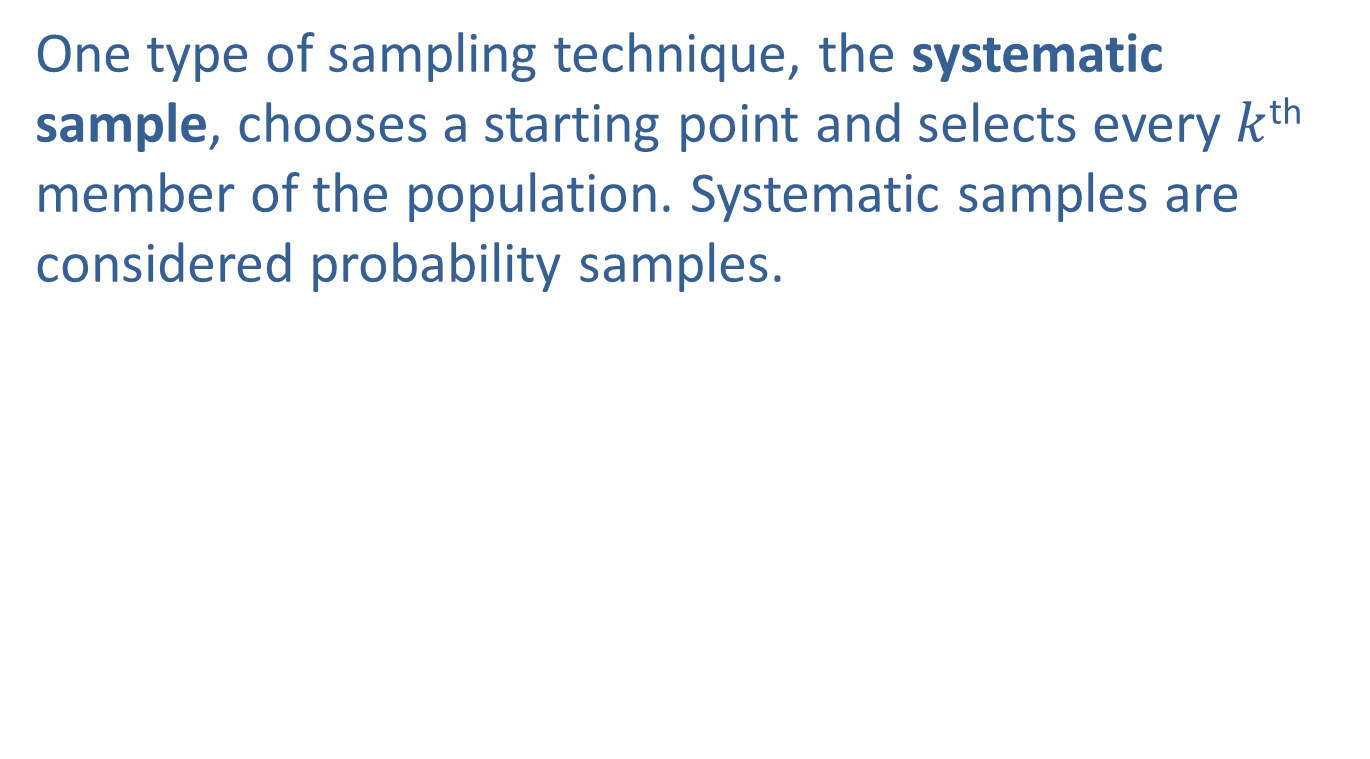 One type of sampling technique, the systematic
sample, chooses a starting point and selects every kth
member of the population. Systematic samples are
considered probability samples.